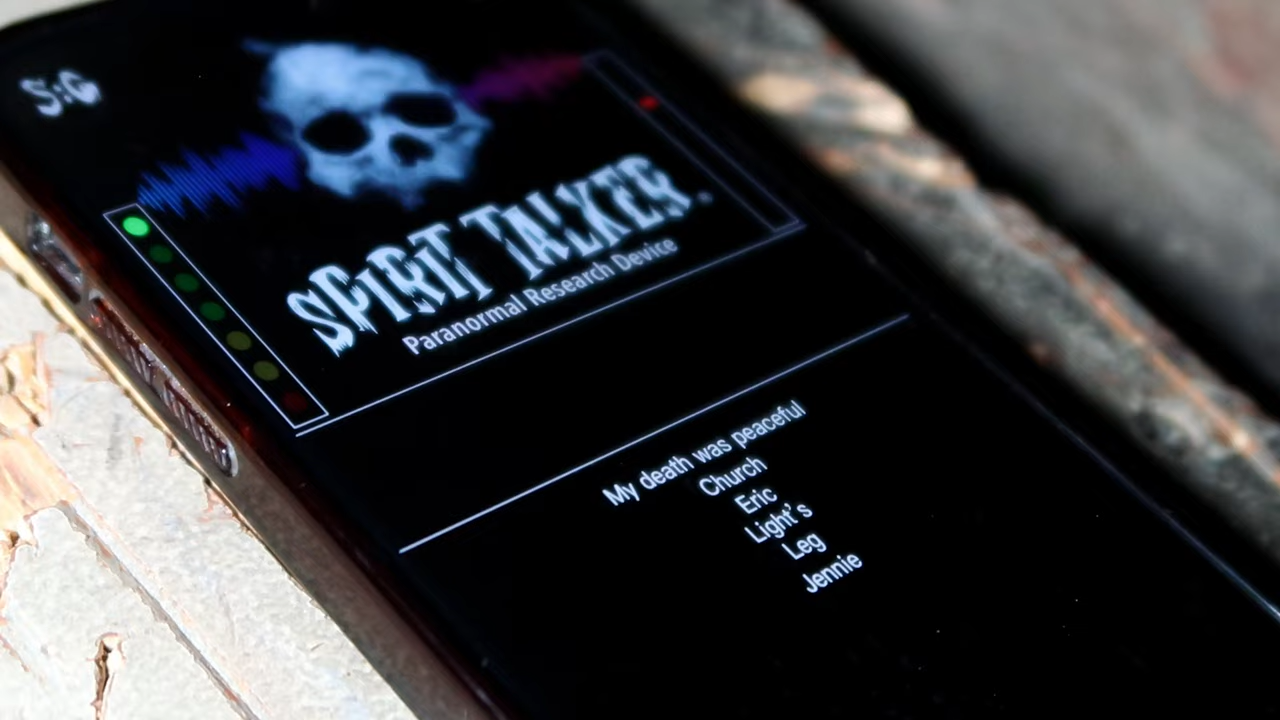 S:G
SPIRIT TALKER
Paranormal Research Device
My death was peaceful
Church
Eric
Light's
Leg
Jennie